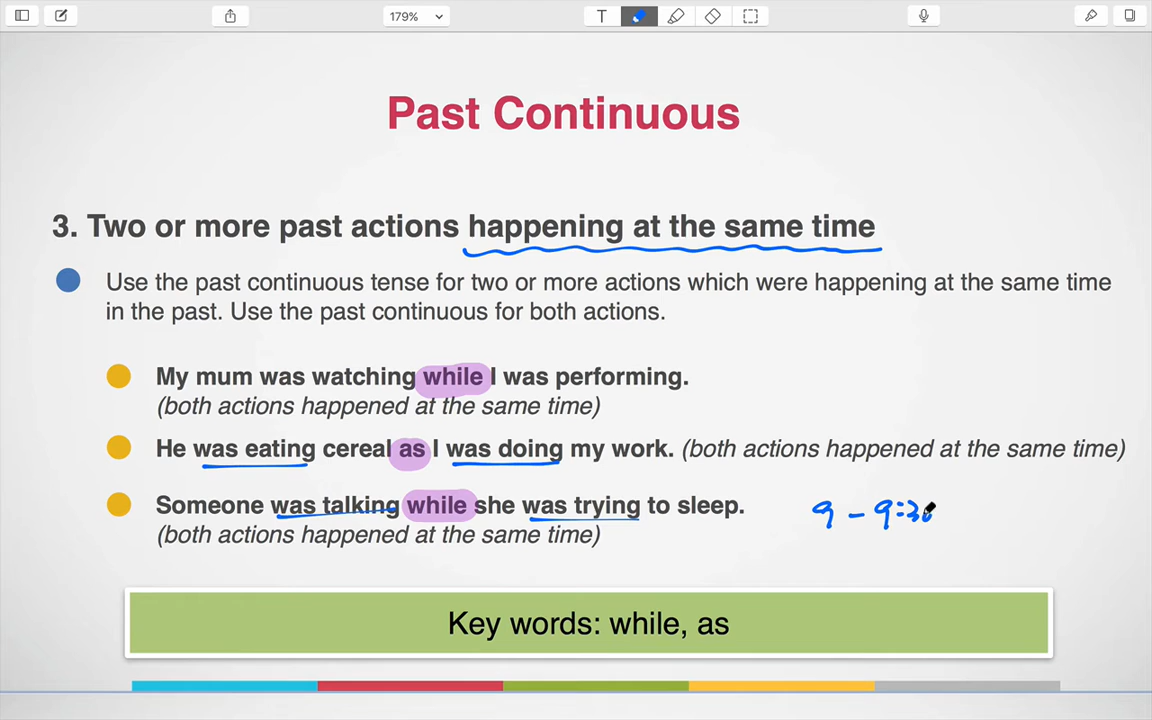 179%
T
Past Continuous
3. Two or more past actions happening at the same time
Use the past continuous tense for two or more actions which were happening at the same time
in the past. Use the past continuous for both actions.
My mum was watching while I was performing.
(both actions happened at the same time)
He was eating cereal as I was doing my work. (both actions happened at the same time)
Someone was talking while she was trying to sleep. 9 - 9:30
(both actions happened at the same time)
Key words: while, as